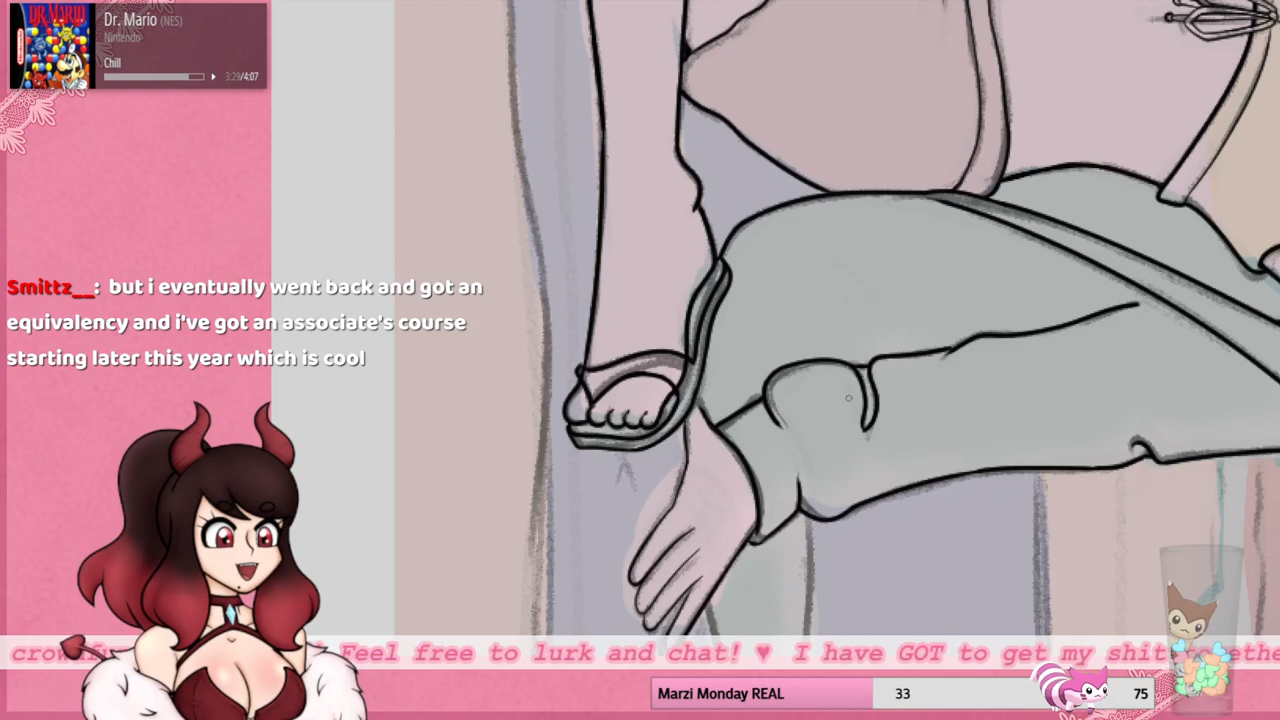 DR. MARIO
Dr. Mario (NES)
Nintendo
Chill
3:29/4:07
Smittz__: but i eventually went back and got an
equivalency and i've got an associate's course
starting later this year which is cool
Feel free to lurk and chat! ♥ I have GOT to get my shit
Marzi Monday REAL 33 75